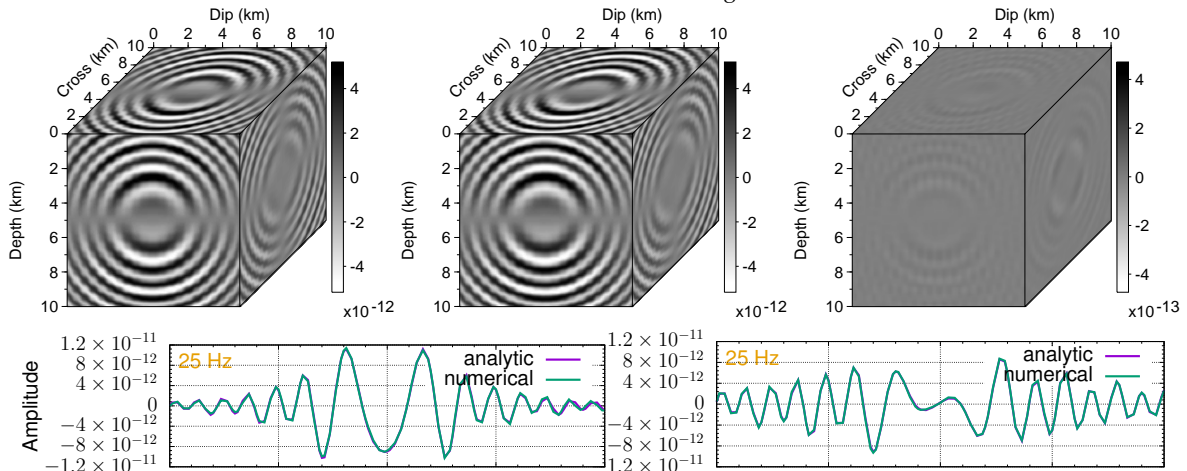 Dip (km)
Dip (km)
Dip (km)
0 2 4 6 8 10
0 2 4 6 8 10
0 2 4 6 8 10
Cross (km)
Cross (km)
Cross (km)
10
8
6
4
2
10
8
6
4
2
10
8
6
4
2
Depth (km)
0
2
4
6
8
10
4
2
0
-2
-4
x10-12
Depth (km)
0
2
4
6
8
10
4
2
0
-2
-4
x10-12
Depth (km)
0
2
4
6
8
10
4
2
0
-2
-4
x10-13
Amplitude
1.2 × 10−11
8 × 10−12
4 × 10−12
0
−4 × 10−12
−8 × 10−12
−1.2 × 10−11
25 Hz
analytic
numerical
1.2 × 10−11
8 × 10−12
4 × 10−12
0
−4 × 10−12
−8 × 10−12
−1.2 × 10−11
25 Hz
analytic
numerical